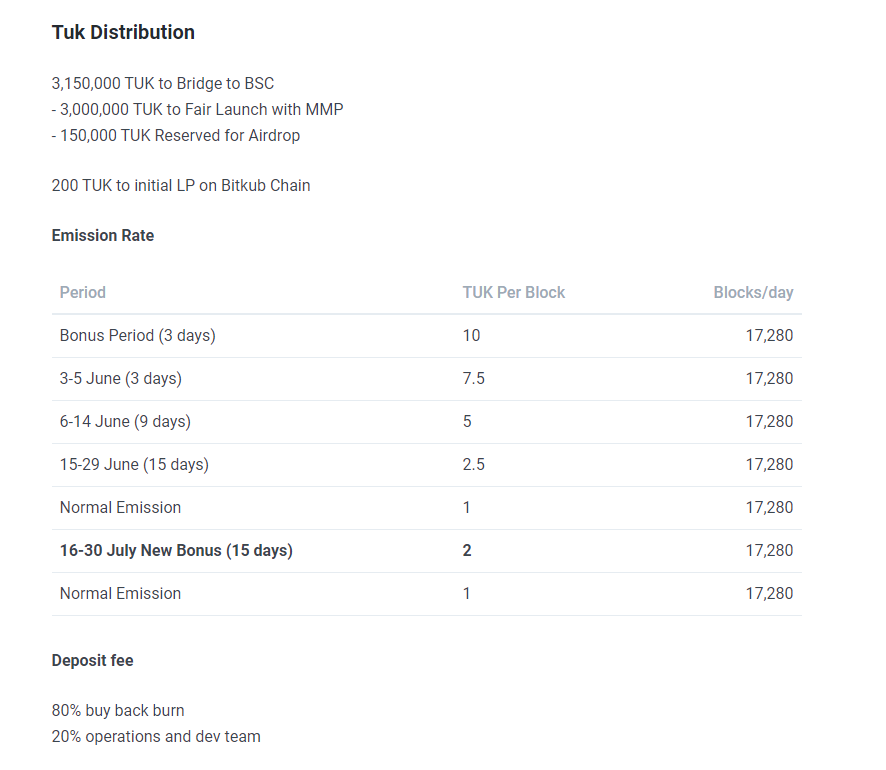 Tuk Distribution
3,150,000 TUK to Bridge to BSC
- 3,000,000 TUK to Fair Launch with MMP
- 150,000 TUK Reserved for Airdrop
200 TUK to initial LP on Bitkub Chain
Emission Rate
Period TUK Per Block Blocks/day
Bonus Period (3 days) 10 17,280
3-5 June (3 days) 7.5 17,280
6-14 June (9 days) 5 17,280
15-29 June (15 days) 2.5 17,280
Normal Emission 1 17,280
16-30 July New Bonus (15 days) 2 17,280
Normal Emission 1 17,280
Deposit fee
80% buy back burn
20% operations and dev team